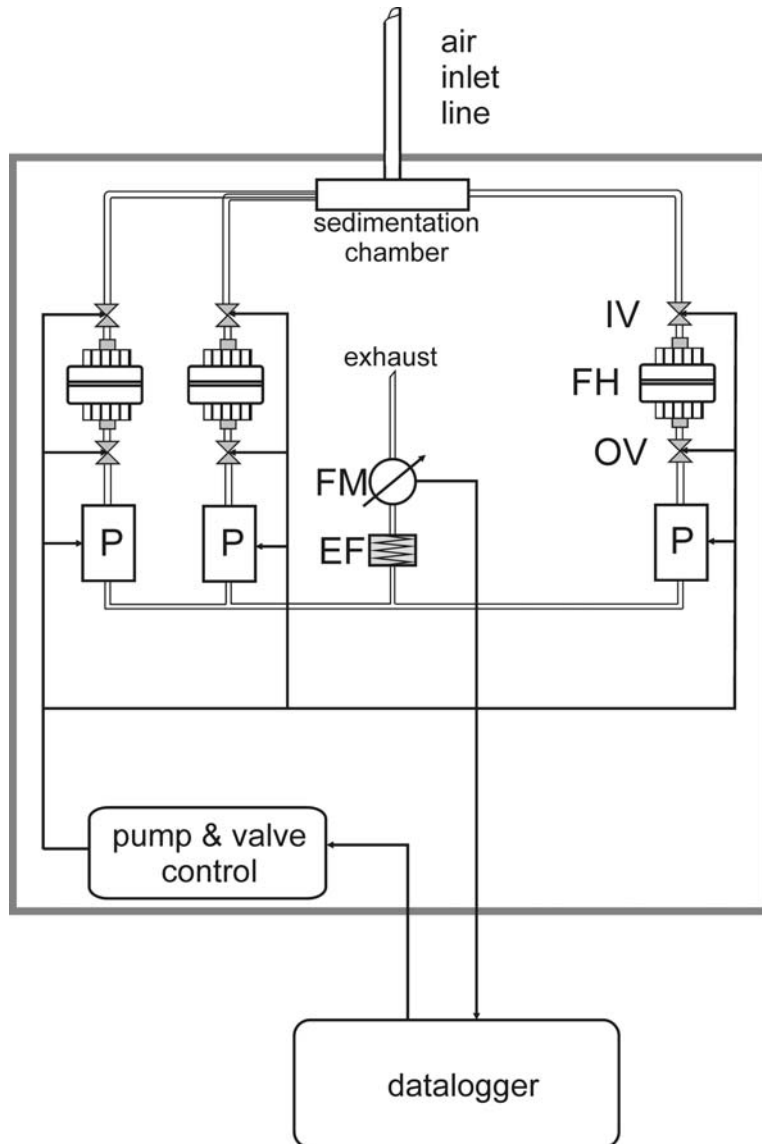 air
inlet
line
sedimentation
chamber
IV
exhaust
FH
OV
FM
P
P
EF
P
pump & valve
control
datalogger